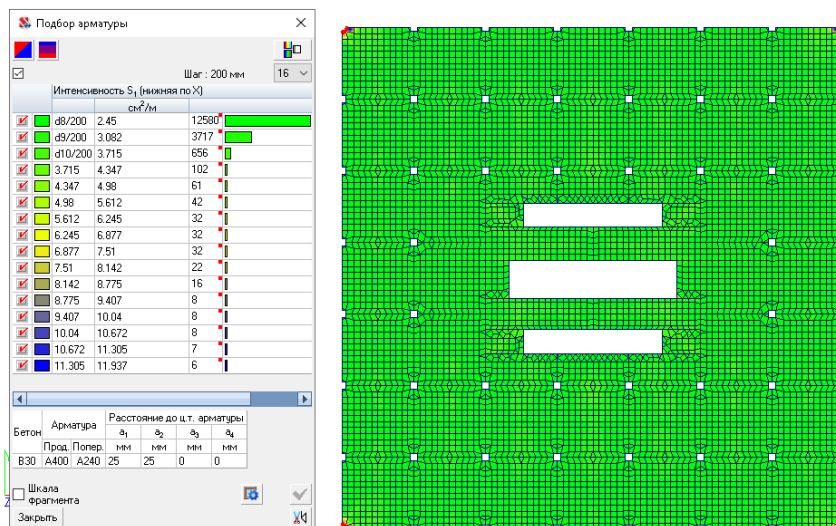 Подбор арматуры
Шаг : 200 мм 16
Интенсивность S1 (нижняя по X)
см2/м
d8/200 2.45 12580
d9/200 3.082 3717
d10/200 3.715 656
3.715 4.347 102
4.347 4.98 61
4.98 5.612 42
5.612 6.245 32
6.245 6.877 32
6.877 7.51 32
7.51 8.142 22
8.142 8.775 16
8.775 9.407 8
9.407 10.04 8
10.04 10.672 8
10.672 11.305 7
11.305 11.937 6
Бетон Арматура Расстояние до ц.т. арматуры
a1 a2 a3 a4
Прод. Попер. мм мм мм мм
B30 A400 A240 25 25 0 0
Шкала
фрагмента
Закрыть
Z